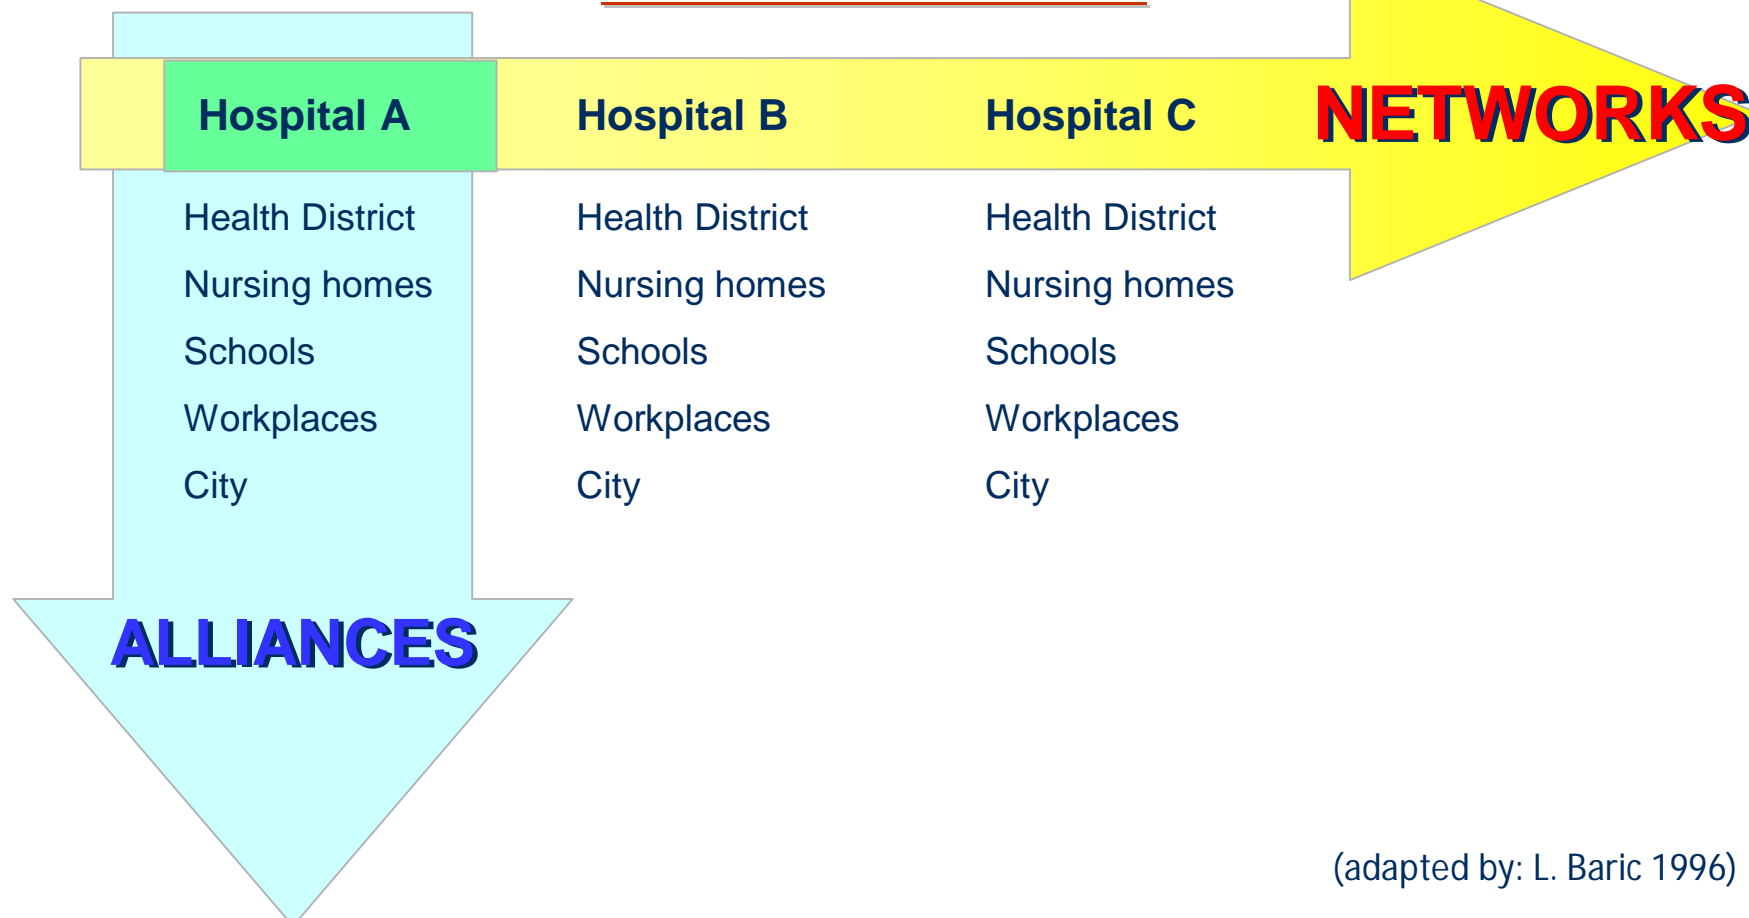 Hospital A Hospital B Hospital C NETWORKS
Health District Health District Health District
Nursing homes Nursing homes Nursing homes
Schools Schools Schools
Workplaces Workplaces Workplaces
City City City
ALLIANCES
(adapted by: L. Baric 1996)